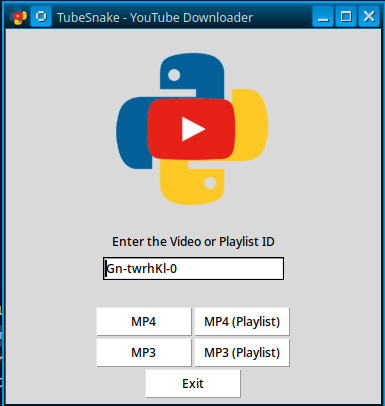 TubeSnake - YouTube Downloader
Enter the Video or Playlist ID
Gn-twrhKl-0
MP4
MP4 (Playlist)
MP3
MP3 (Playlist)
Exit